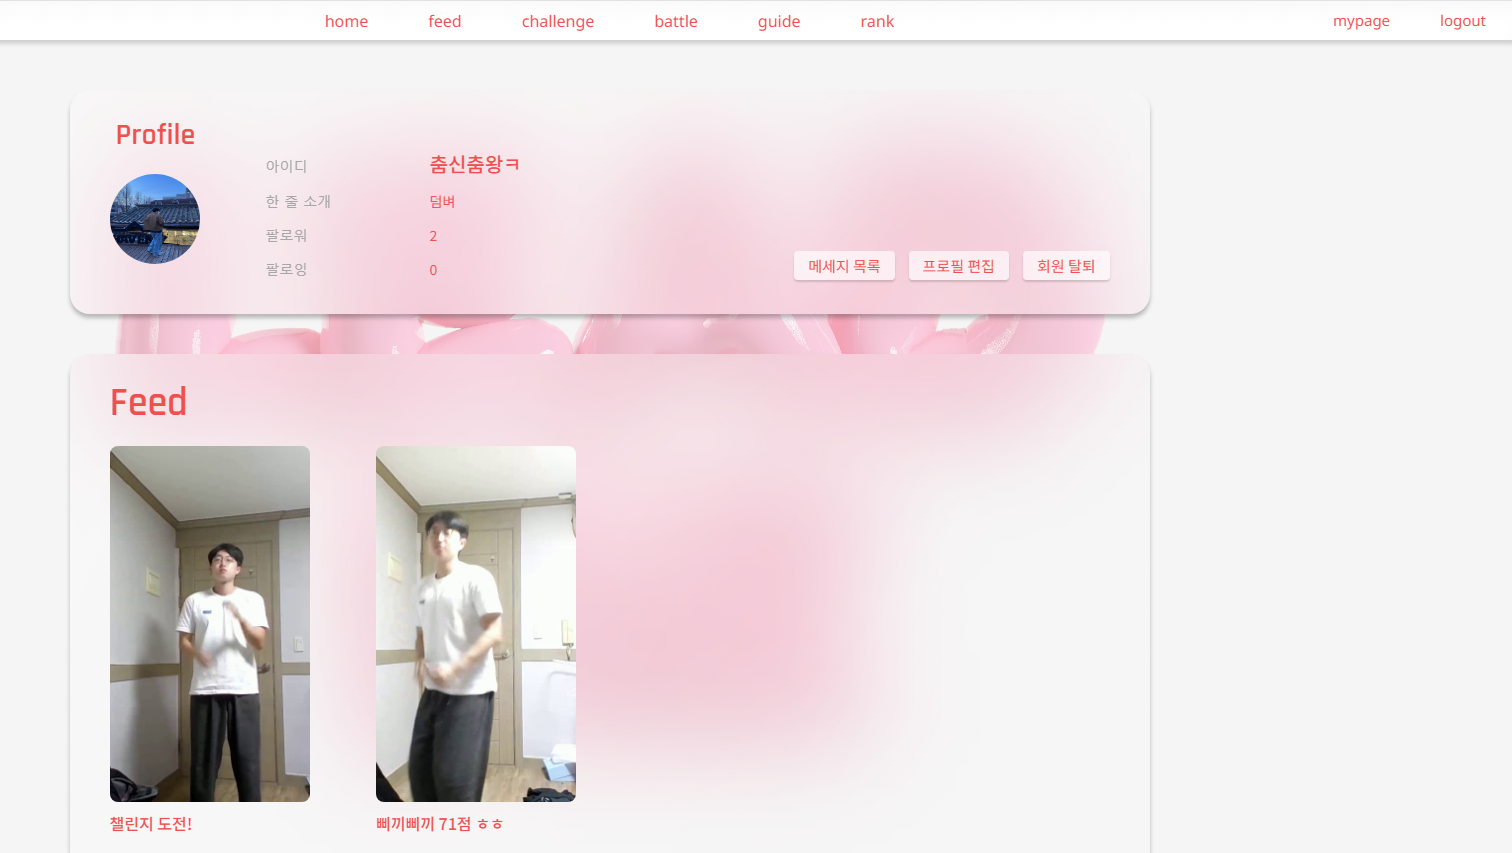 home feed challenge battle guide rank mypage logout
Profile
아이디 춤신춤왕ㅋ
한 줄 소개 덤벼
팔로워 2
팔로잉 0
메세지 목록 프로필 편집 회원 탈퇴
Feed
챌린지 도전!
삐끼삐끼 71점 ㅎㅎ